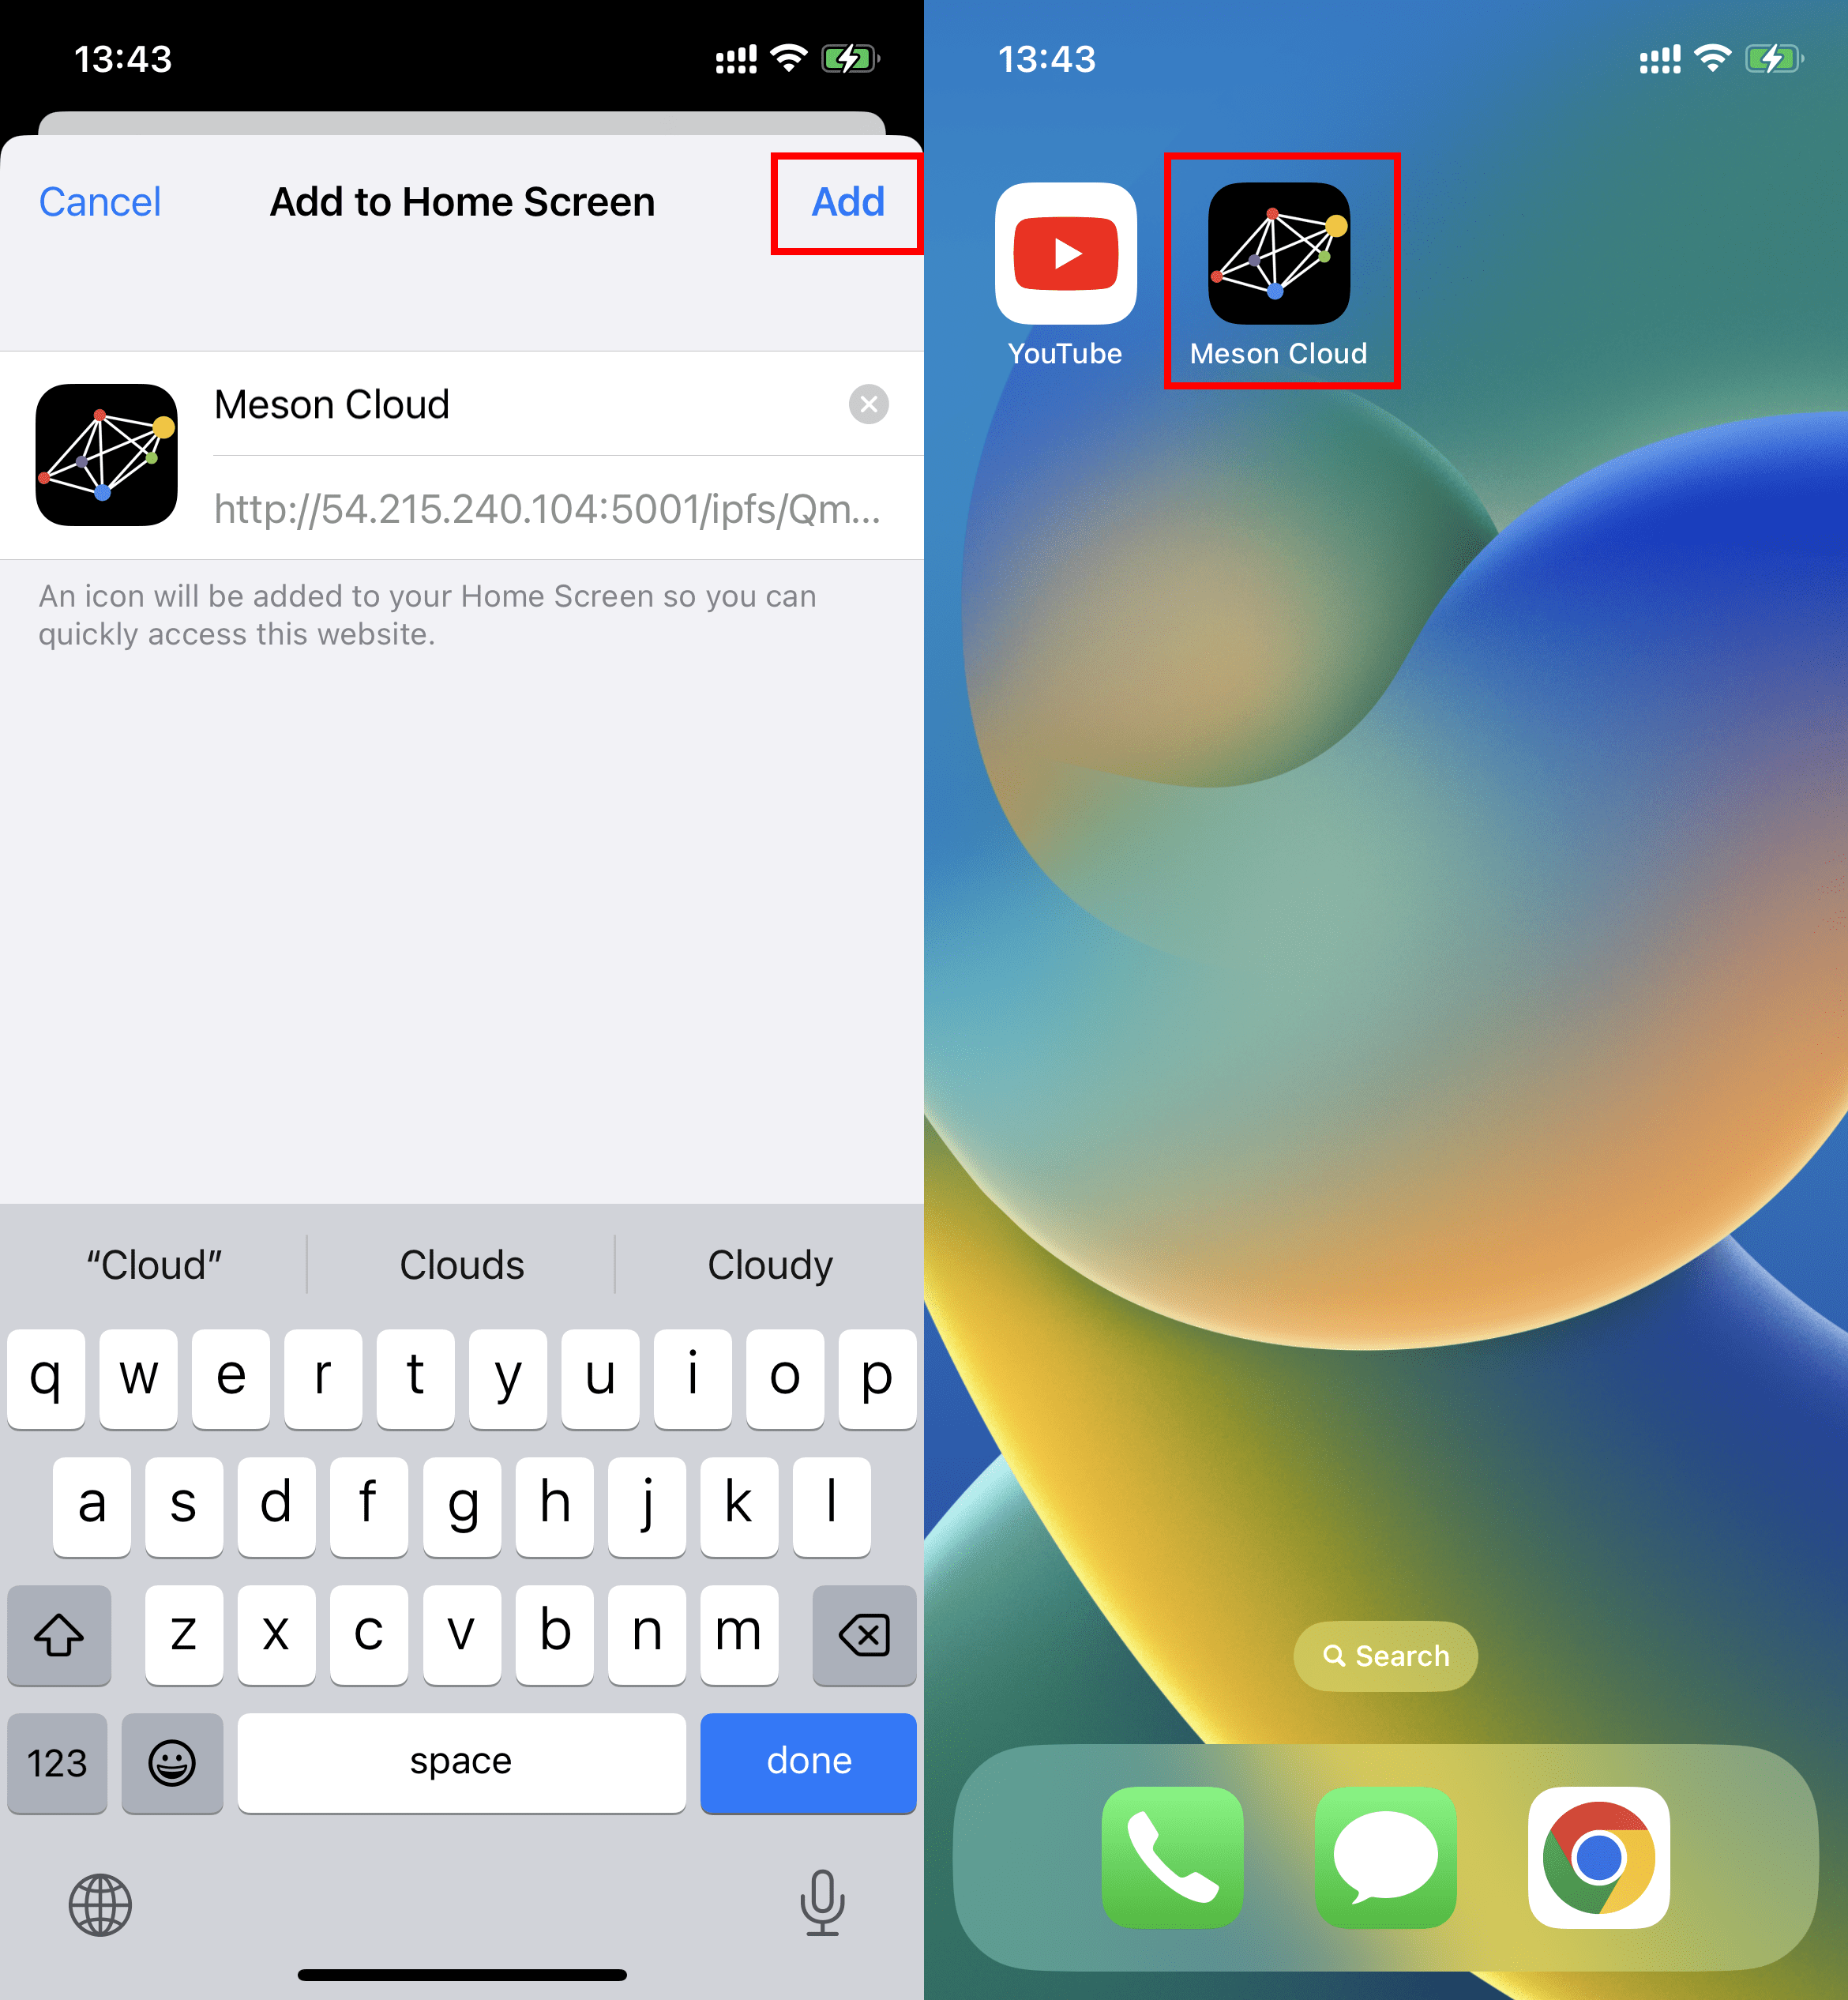 13:43
Cancel
Add to Home Screen
Add
Meson Cloud
http://54.215.240.104:5001/ipfs/Qm...
An icon will be added to your Home Screen so you can
quickly access this website.
“Cloud”
Clouds
Cloudy
q w e r t y u i o p
a s d f g h j k l
z x c v b n m
123
space
done
13:43
YouTube
Meson Cloud
Search